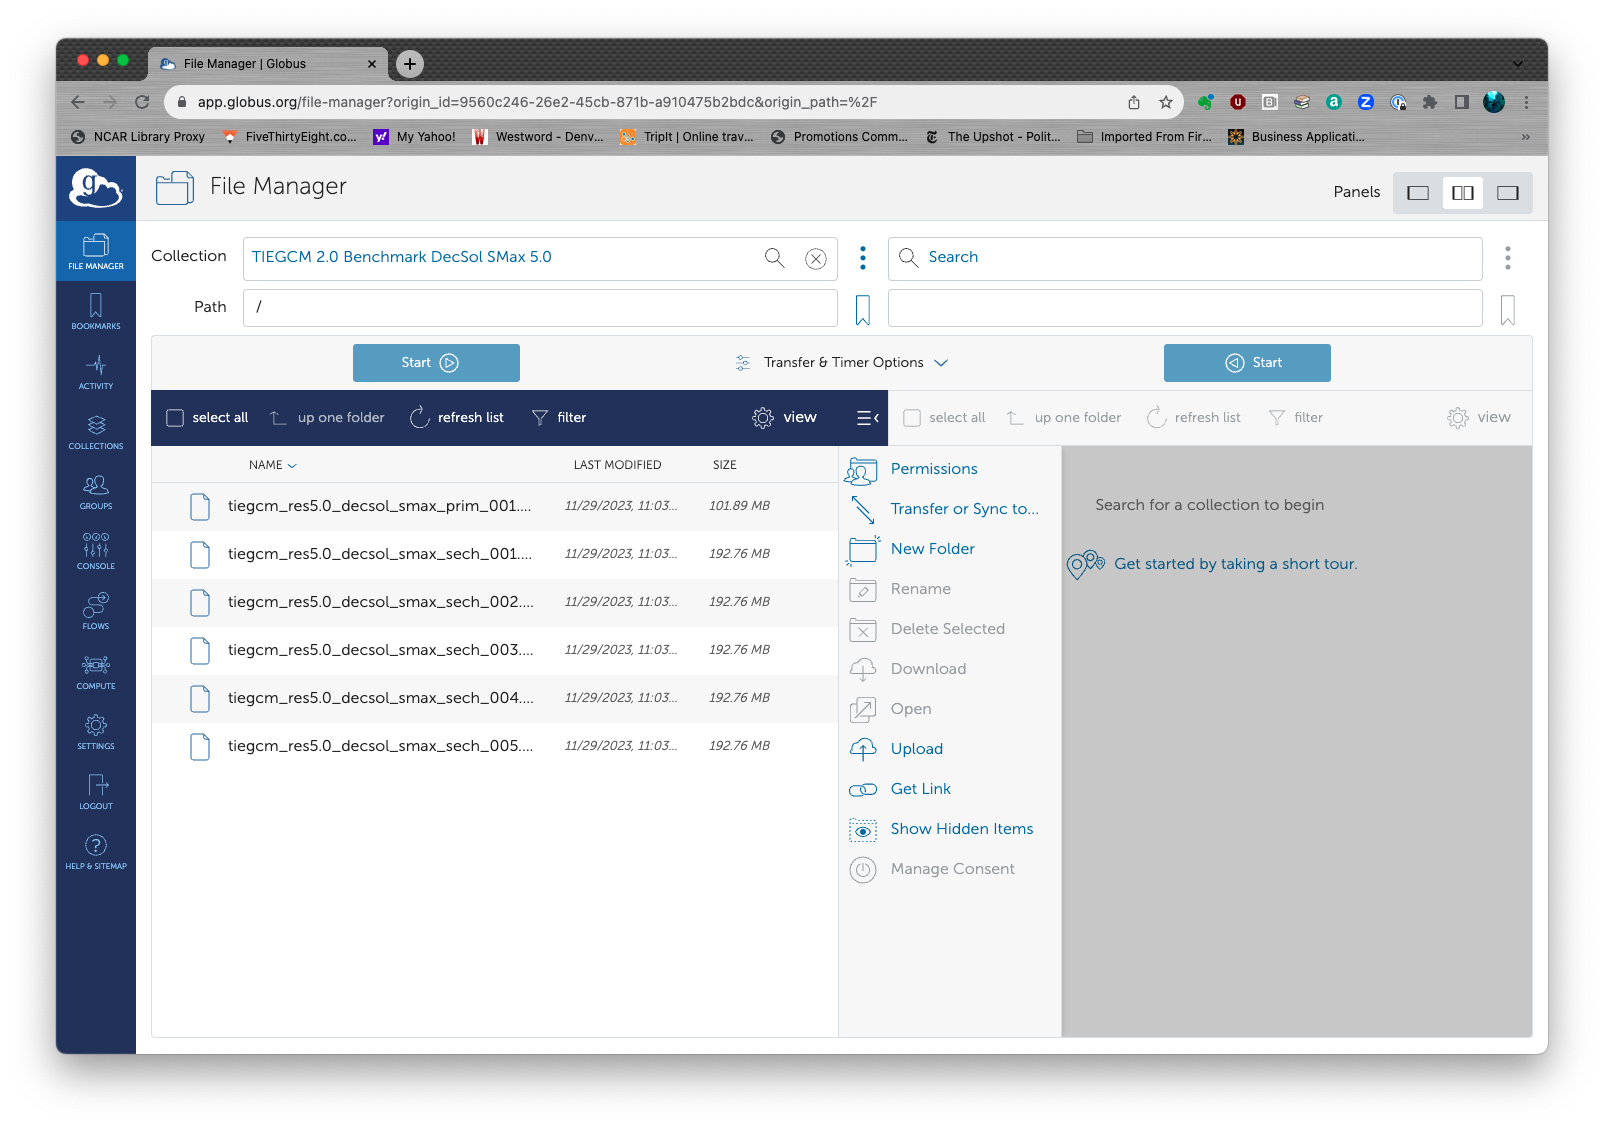 File Manager | Globus
app.globus.org/file-manager?origin_id=9560c246-26e2-45cb-871b-a910475b2bdc&origin_path=%2F
NCAR Library Proxy FiveThirtyEight.co... My Yahoo! Westword - Denv... TripIt | Online trav... Promotions Comm... The Upshot - Polit... Imported From Fir... Business Applicati... »
File Manager
Panels
FILE MANAGER
BOOKMARKS
ACTIVITY
COLLECTIONS
GROUPS
CONSOLE
FLOWS
COMPUTE
SETTINGS
LOGOUT
HELP & SITEMAP
Collection TIEGCM 2.0 Benchmark DecSol SMax 5.0 Search
Path /
Start Transfer & Timer Options Start
select all up one folder refresh list filter view select all up one folder refresh list filter view
NAME LAST MODIFIED SIZE
tiegcm_res5.0_decsol_smax_prim_001.... 11/29/2023, 11:03... 101.89 MB
tiegcm_res5.0_decsol_smax_sech_001.... 11/29/2023, 11:03... 192.76 MB
tiegcm_res5.0_decsol_smax_sech_002.... 11/29/2023, 11:03... 192.76 MB
tiegcm_res5.0_decsol_smax_sech_003.... 11/29/2023, 11:03... 192.76 MB
tiegcm_res5.0_decsol_smax_sech_004.... 11/29/2023, 11:03... 192.76 MB
tiegcm_res5.0_decsol_smax_sech_005.... 11/29/2023, 11:03... 192.76 MB
Permissions
Transfer or Sync to...
New Folder
Rename
Delete Selected
Download
Open
Upload
Get Link
Show Hidden Items
Manage Consent
Search for a collection to begin
Get started by taking a short tour.